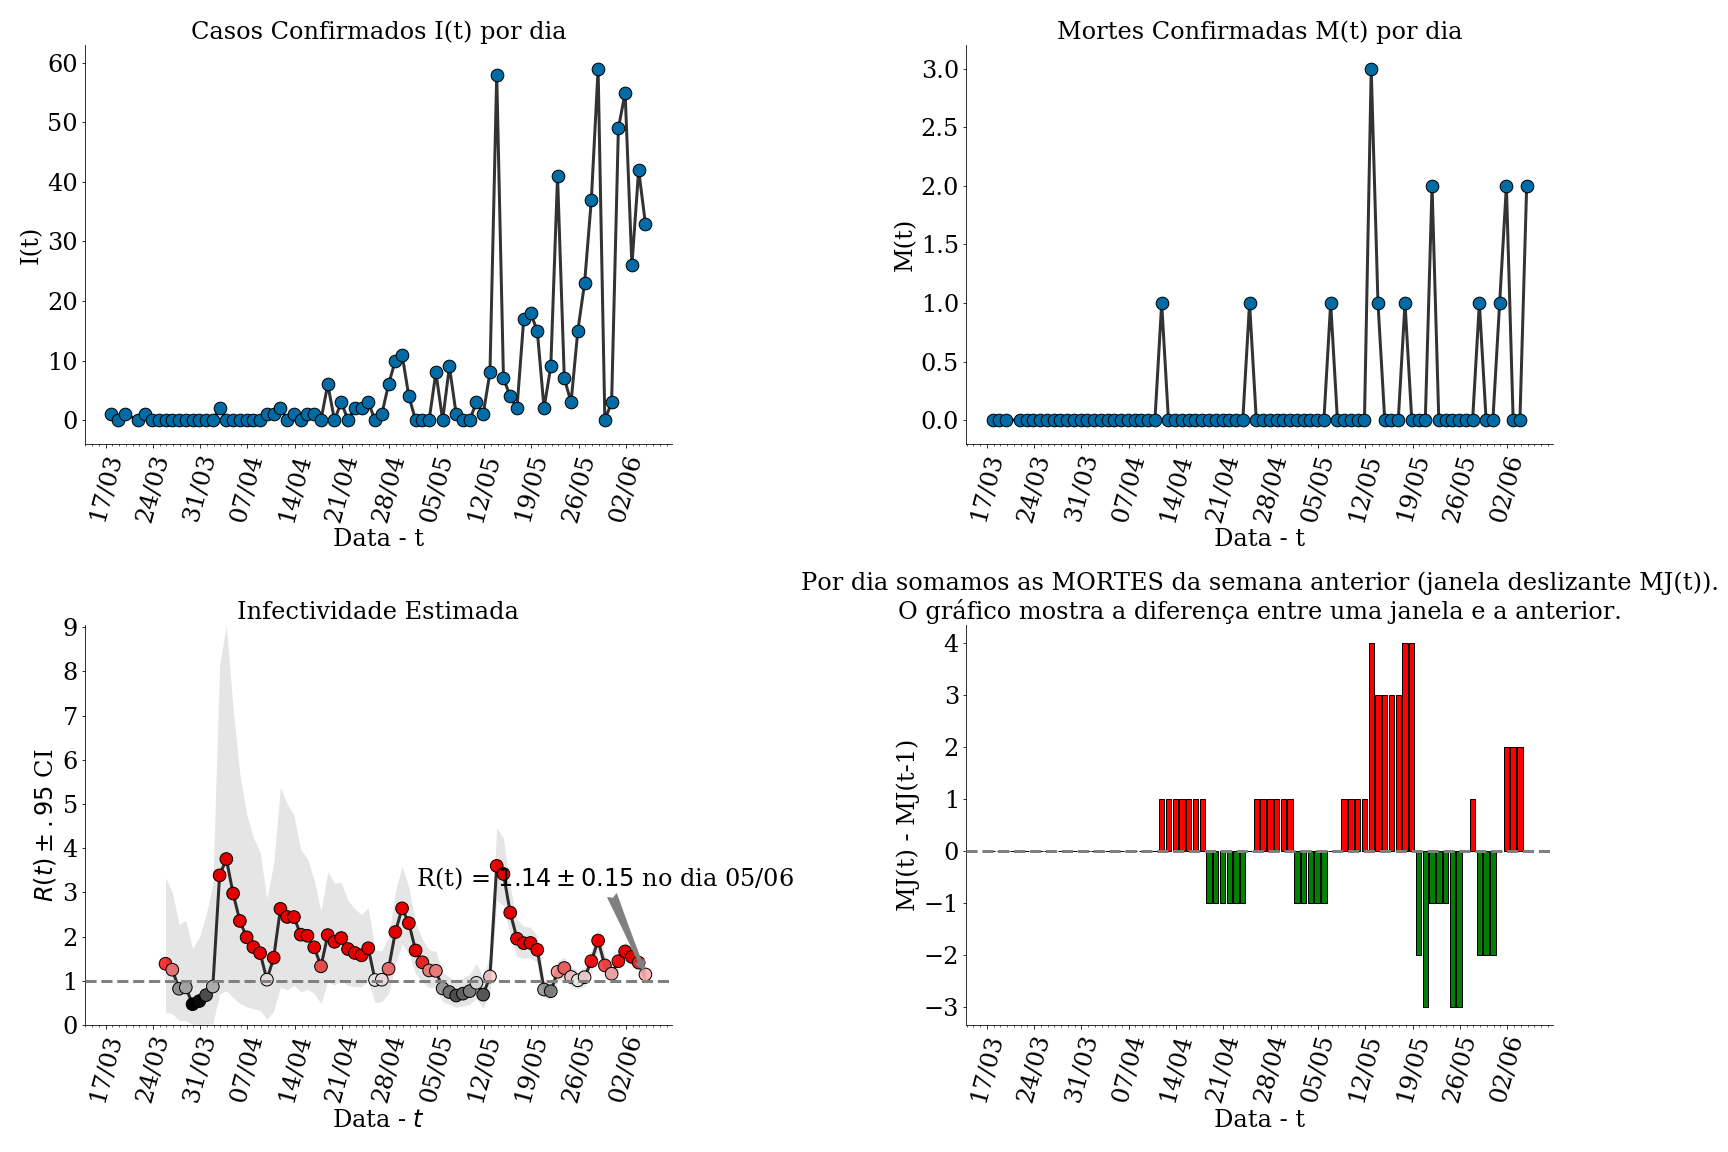 Casos Confirmados I(t) por dia
I(t)
60
50
40
30
20
10
0
17/03 24/03 31/03 07/04 14/04 21/04 28/04 05/05 12/05 19/05 26/05 02/06
Data - t
Mortes Confirmadas M(t) por dia
M(t)
3.0
2.5
2.0
1.5
1.0
0.5
0.0
17/03 24/03 31/03 07/04 14/04 21/04 28/04 05/05 12/05 19/05 26/05 02/06
Data - t
Infectividade Estimada
R(t) ± .95 CI
9
8
7
6
5
4
3
2
1
0
R(t) = 1.14 ± 0.15 no dia 05/06
17/03 24/03 31/03 07/04 14/04 21/04 28/04 05/05 12/05 19/05 26/05 02/06
Data - t
Por dia somamos as MORTES da semana anterior (janela deslizante MJ(t)).
O gráfico mostra a diferença entre uma janela e a anterior.
MJ(t) - MJ(t-1)
4
3
2
1
0
−1
−2
−3
17/03 24/03 31/03 07/04 14/04 21/04 28/04 05/05 12/05 19/05 26/05 02/06
Data - t